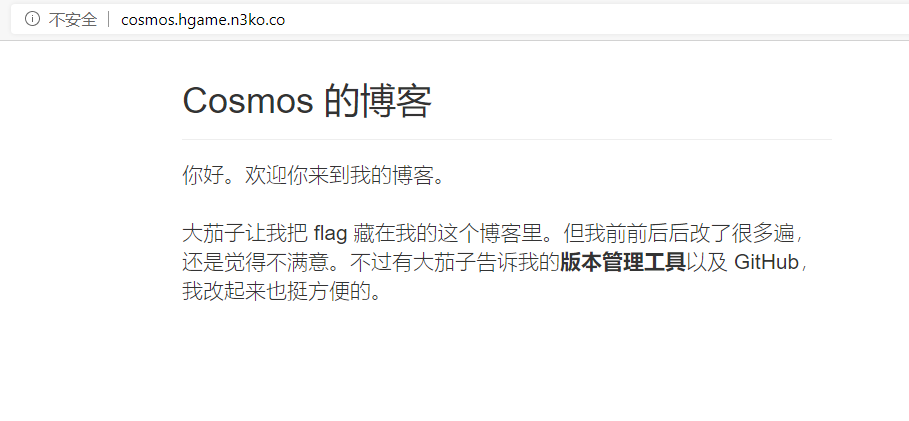 不安全 | cosmos.hgame.n3ko.co
Cosmos 的博客
你好。欢迎你来到我的博客。
大茄子让我把 flag 藏在我的这个博客里。但我前前后后改了很多遍，
还是觉得不满意。不过有大茄子告诉我的版本管理工具以及 GitHub，
我改起来也挺方便的。